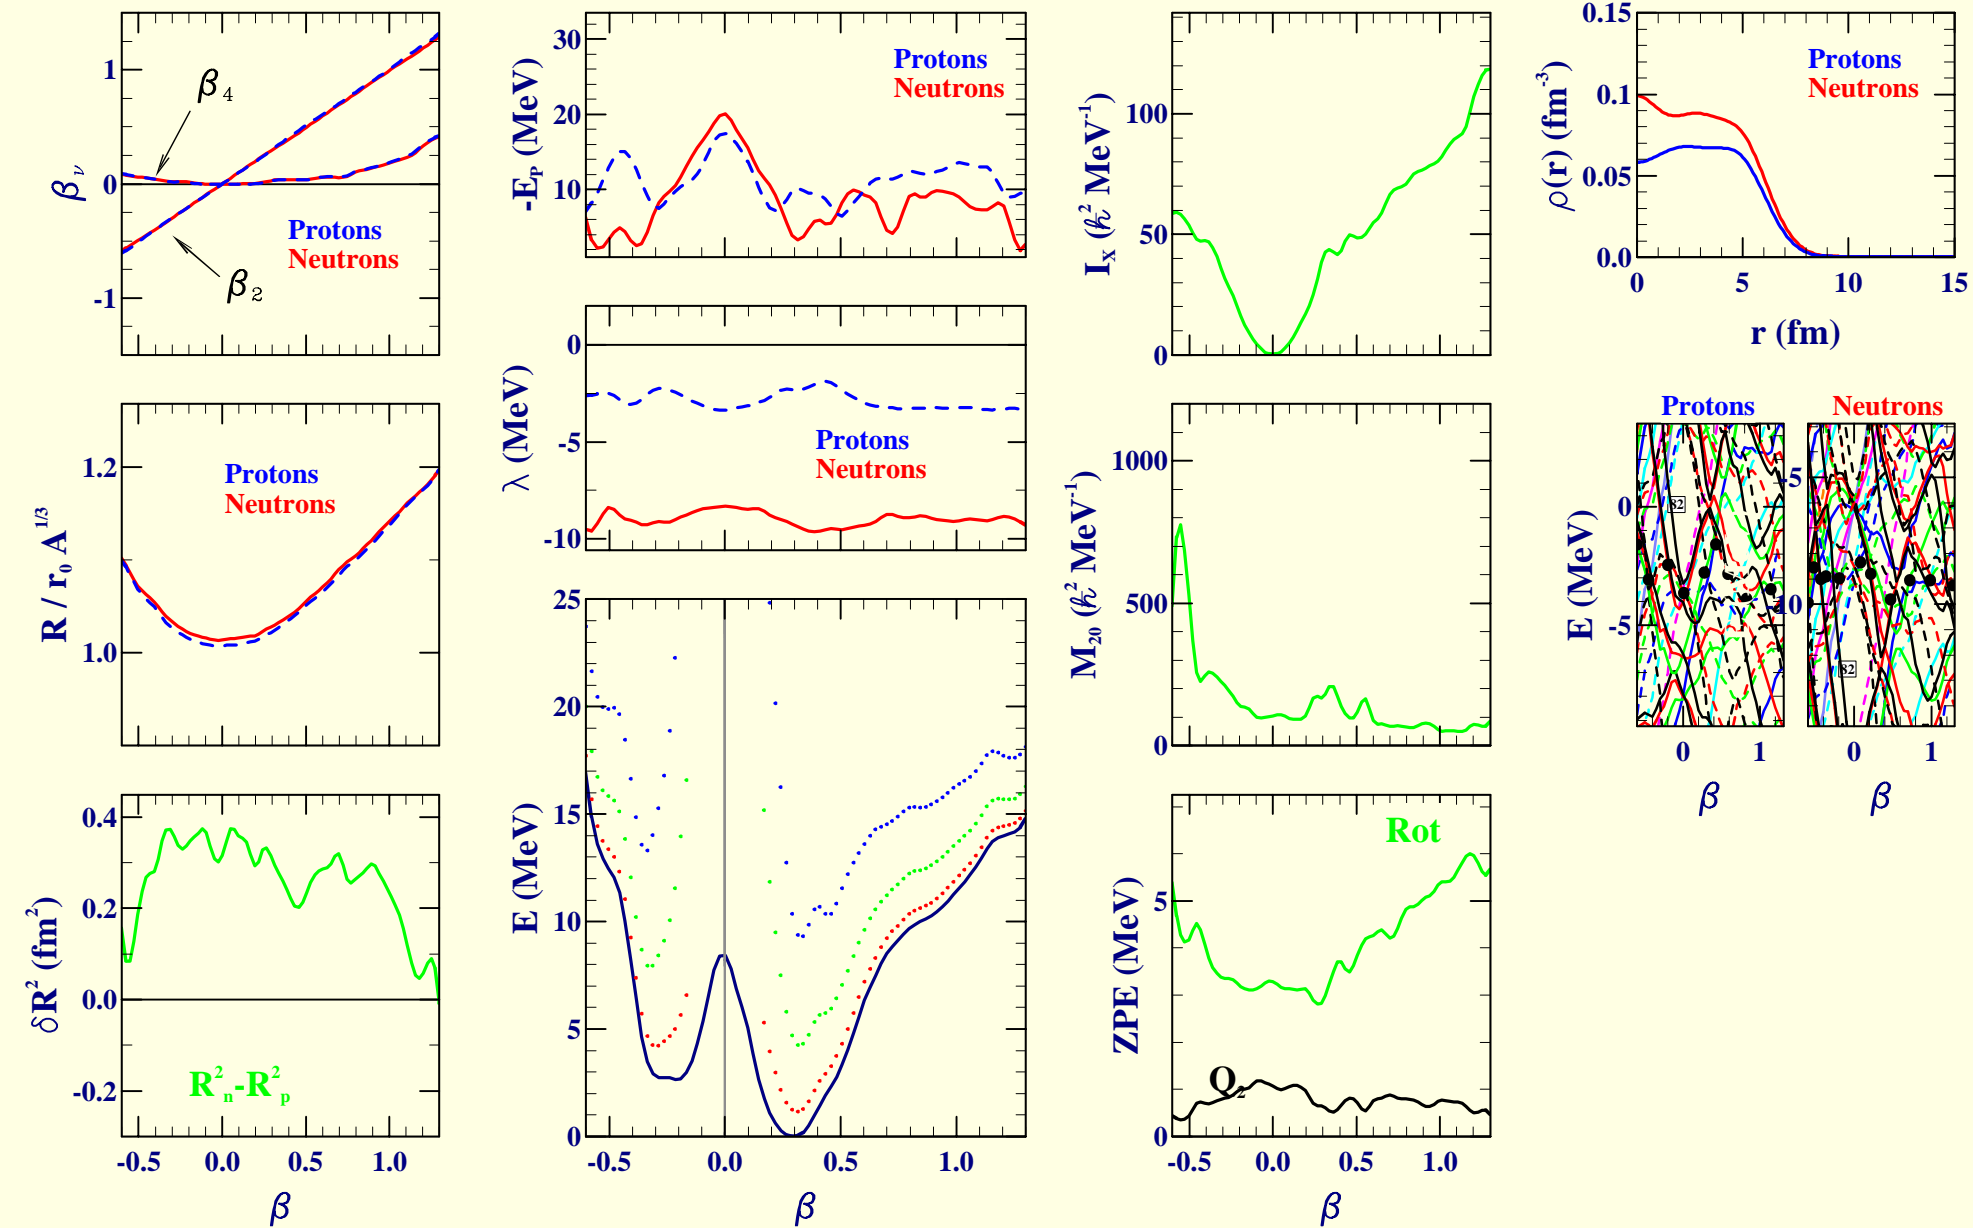 1
0
-1
β₄
β₂
Protons
Neutrons
βν
1.2
1.0
Protons
Neutrons
R / r₀ A^1/3
0.4
0.2
0.0
-0.2
R²n-R²p
δR² (fm²)
-0.5 0.0 0.5 1.0
β
30
20
10
Protons
Neutrons
-Ep (MeV)
0
-5
-10
Protons
Neutrons
λ (MeV)
25
20
15
10
5
0
E (MeV)
-0.5 0.0 0.5 1.0
β
100
50
0
Ix (ℏ² MeV⁻¹)
1000
500
0
M₂₀ (ℏ² MeV⁻¹)
Rot
5
0
Q₂
ZPE (MeV)
-0.5 0.0 0.5 1.0
β
0.15
0.1
0.05
0.0
Protons
Neutrons
ρ(r) (fm⁻³)
0 5 10 15
r (fm)
Protons Neutrons
0
-5
82
E (MeV)
-5
-10
82
0 1 0 1
β β